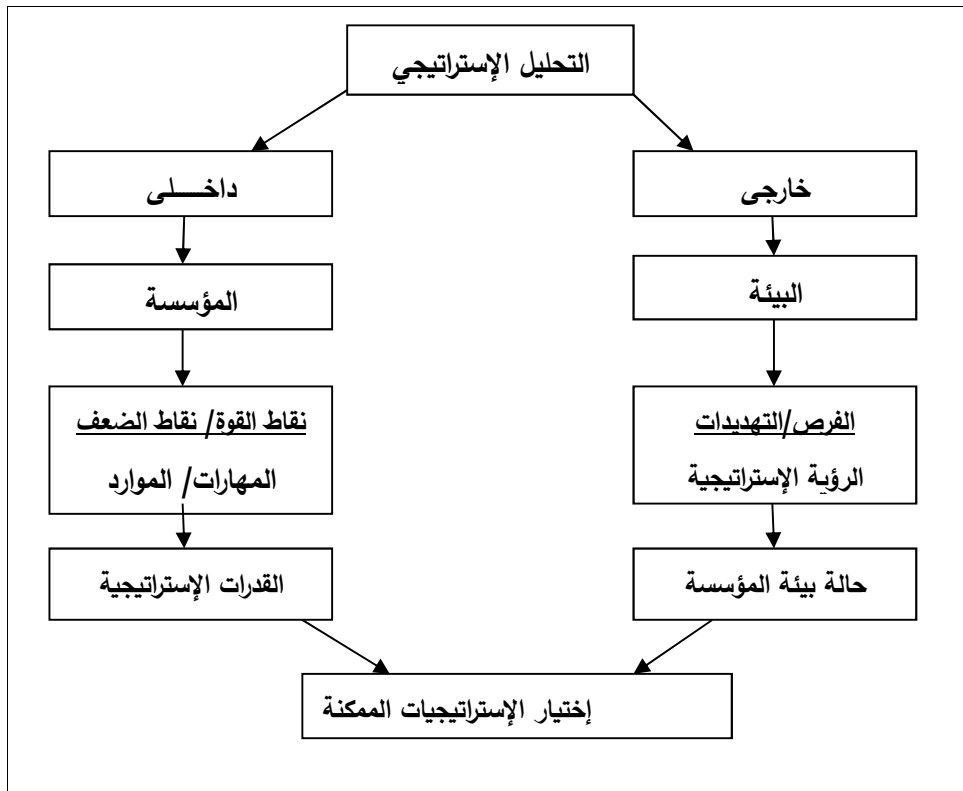 التحليل الإستراتيجي
خارجى
داخـــــلى
البيئة
المؤسسة
الفرص/التهديدات
الرؤية الإستراتيجية
نقاط القوة/ نقاط الضعف
المهارات/ الموارد
حالة بيئة المؤسسة
القدرات الإستراتيجية
إختيار الإستراتيجيات الممكنة